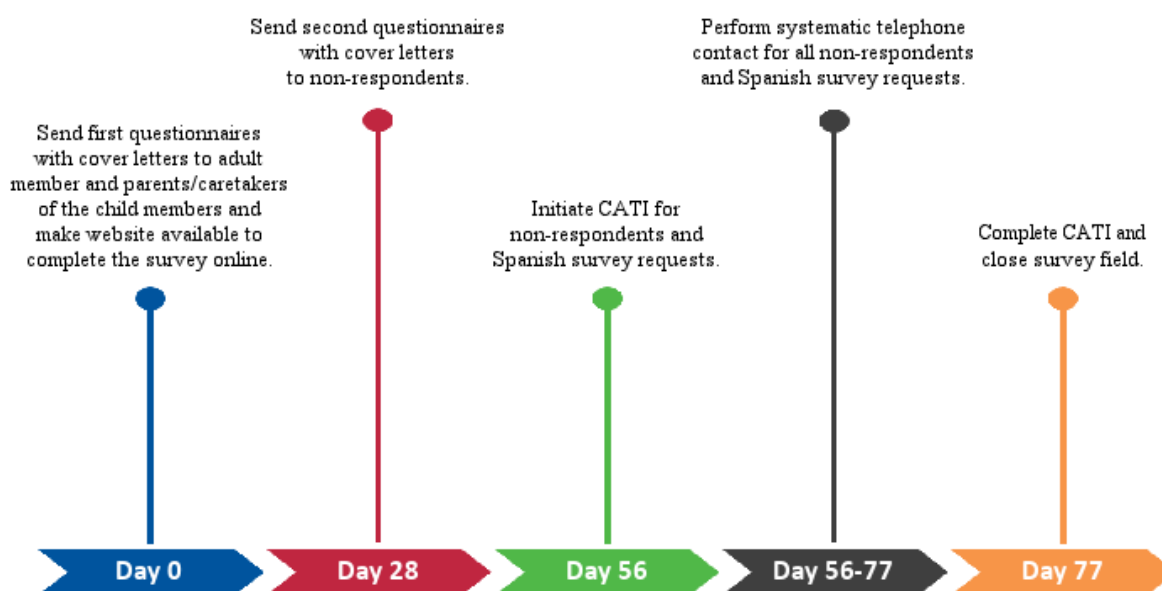 Send first questionnaires
with cover letters to adult
member and parents/caretakers
of the child members and
make website available to
complete the survey online.
Send second questionnaires
with cover letters
to non-respondents.
Initiate CATI for
non-respondents and
Spanish survey requests.
Perform systematic telephone
contact for all non-respondents
and Spanish survey requests.
Complete CATI and
close survey field.
Day 0
Day 28
Day 56
Day 56-77
Day 77